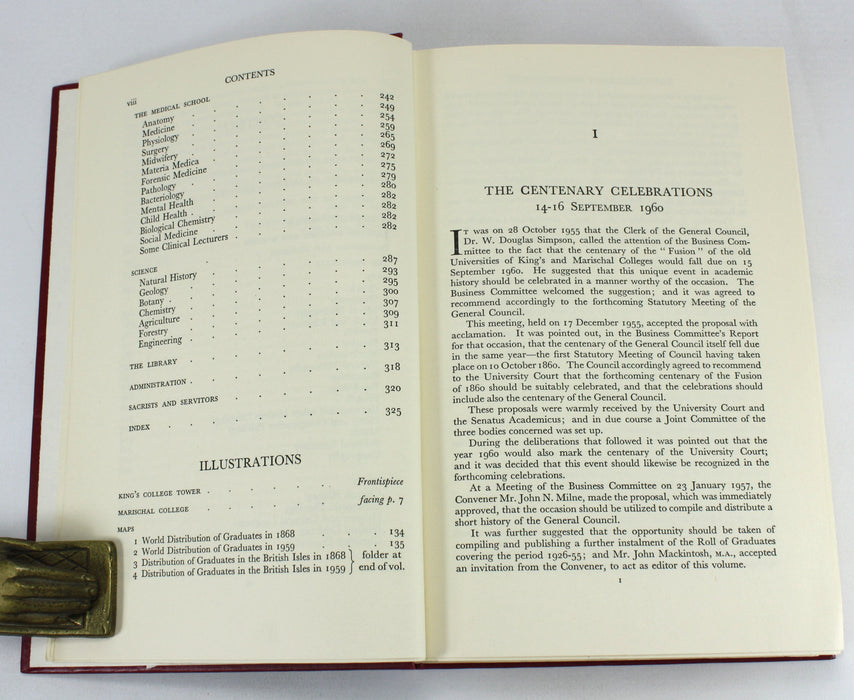 viii CONTENTS
THE MEDICAL SCHOOL
Anatomy . . . . . . . 242
Medicine . . . . . . . 249
Physiology . . . . . . . 254
Surgery . . . . . . . 259
Midwifery . . . . . . . 265
Materia Medica . . . . . . . 269
Forensic Medicine . . . . . . . 272
Pathology . . . . . . . 275
Bacteriology . . . . . . . 279
Mental Health . . . . . . . 280
Child Health . . . . . . . 282
Biological Chemistry . . . . . . . 282
Social Medicine . . . . . . . 282
Some Clinical Lecturers . . . . . . . 282
SCIENCE
Natural History . . . . . . . 287
Geology . . . . . . . 293
Botany . . . . . . . 295
Chemistry . . . . . . . 300
Agriculture . . . . . . . 307
Forestry . . . . . . . 309
Engineering . . . . . . . 311
THE LIBRARY . . . . . . . 313
ADMINISTRATION . . . . . . . 318
SACRISTS AND SERVITORS . . . . . . . 320
INDEX . . . . . . . 325
ILLUSTRATIONS
KING'S COLLEGE TOWER . . . . . Frontispiece
MARISCHAL COLLEGE . . . . . facing p. 7
MAPS
1 World Distribution of Graduates in 1868 . . . 134
2 World Distribution of Graduates in 1959 . . . 135
3 Distribution of Graduates in the British Isles in 1868 } folder at
4 Distribution of Graduates in the British Isles in 1959 } end of vol.
I
THE CENTENARY CELEBRATIONS
14-16 SEPTEMBER 1960
IT was on 28 October 1955 that the Clerk of the General Council,
Dr. W. Douglas Simpson, called the attention of the Business Com-
mittee to the fact that the centenary of the "Fusion" of the old
Universities of King's and Marischal Colleges would fall due on 15
September 1960. He suggested that this unique event in academic
history should be celebrated in a manner worthy of the occasion. The
Business Committee welcomed the suggestion; and it was agreed to
recommend accordingly to the forthcoming Statutory Meeting of the
General Council.
This meeting, held on 17 December 1955, accepted the proposal with
acclamation. It was pointed out, in the Business Committee's Report
for that occasion, that the centenary of the General Council itself fell due
in the same year—the first Statutory Meeting of Council having taken
place on 10 October 1860. The Council accordingly agreed to recommend
to the University Court that the forthcoming centenary of the Fusion
of 1860 should be suitably celebrated, and that the celebrations should
include also the centenary of the General Council.
These proposals were warmly received by the University Court and
the Senatus Academicus; and in due course a Joint Committee of the
three bodies concerned was set up.
During the deliberations that followed it was pointed out that the
year 1960 would also mark the centenary of the University Court;
and it was decided that this event should likewise be recognized in the
forthcoming celebrations.
At a Meeting of the Business Committee on 23 January 1957, the
Convener Mr. John N. Milne, made the proposal, which was immediately
approved, that the occasion should be utilized to compile and distribute a
short history of the General Council.
It was further suggested that the opportunity should be taken of
compiling and publishing a further instalment of the Roll of Graduates
covering the period 1926-55; and Mr. John Mackintosh, M.A., accepted
an invitation from the Convener, to act as editor of this volume.
1